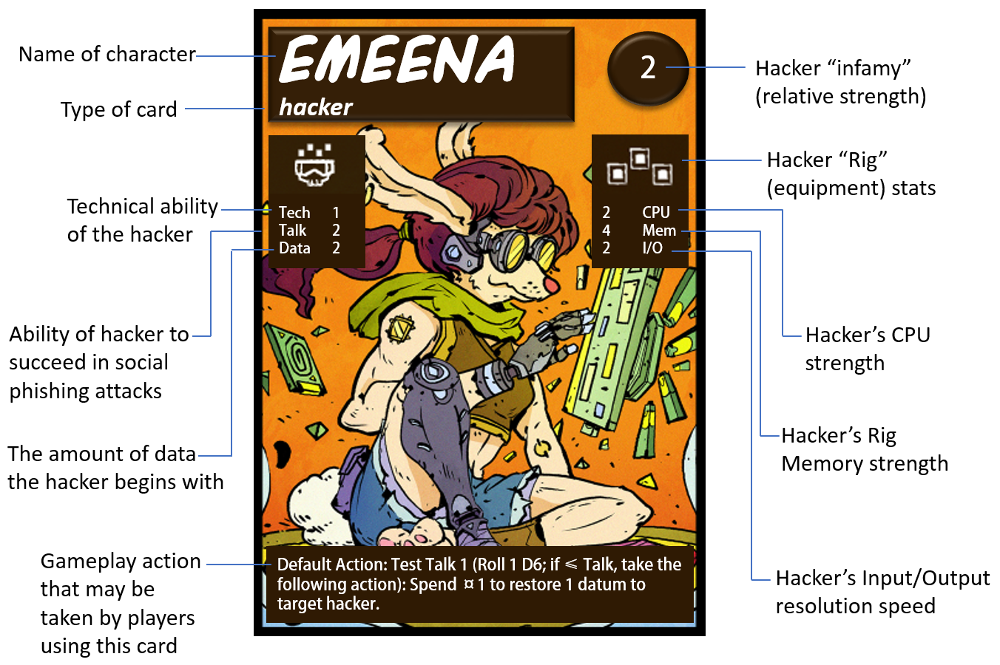 EMEENA
hacker
2
Name of character
Type of card
Technical ability
of the hacker
Ability of hacker to
succeed in social
phishing attacks
The amount of data
the hacker begins with
Gameplay action
that may be
taken by players
using this card
Tech 1
Talk 2
Data 2
2 CPU
4 Mem
2 I/O
Default Action: Test Talk 1 (Roll 1 D6; if ⩽ Talk, take the
following action): Spend ¤1 to restore 1 datum to
target hacker.
Hacker “infamy”
(relative strength)
Hacker “Rig”
(equipment) stats
Hacker’s CPU
strength
Hacker’s Rig
Memory strength
Hacker’s Input/Output
resolution speed